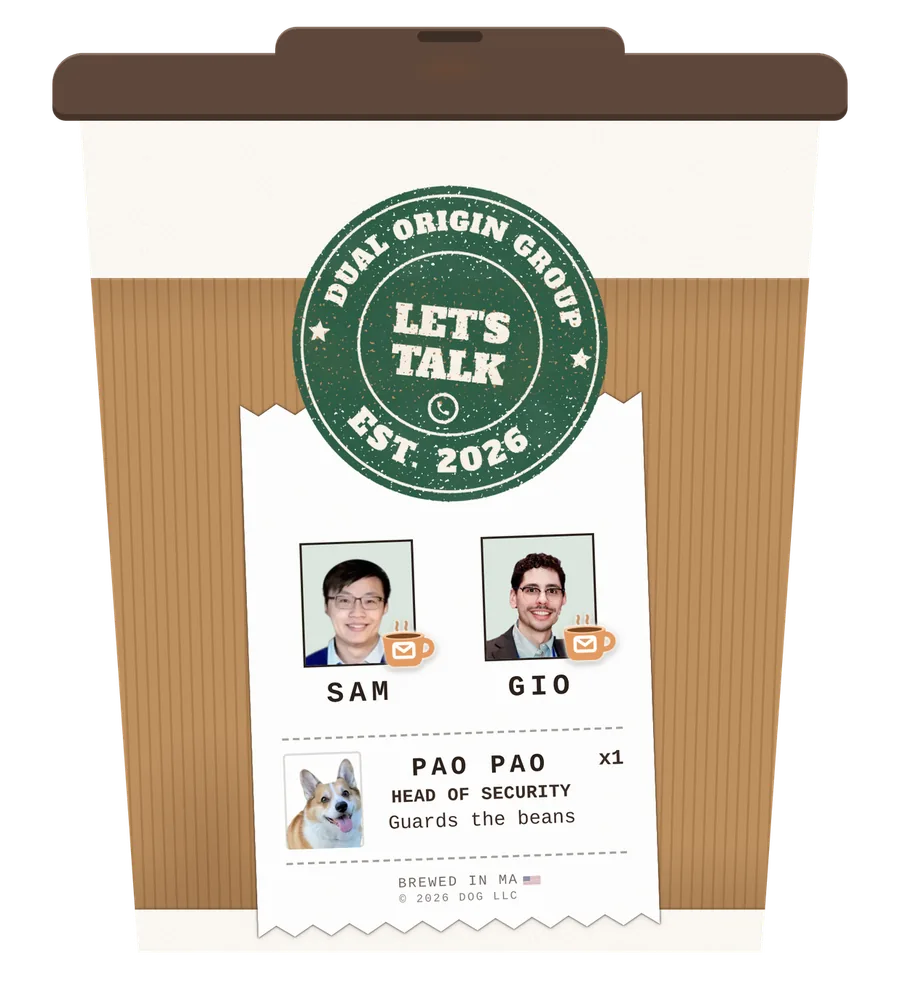 DUAL ORIGIN GROUP
LET'S
TALK
EST. 2026
SAM
GIO
PAO PAO
x1
HEAD OF SECURITY
Guards the beans
BREWED IN MA
© 2026 DOG LLC